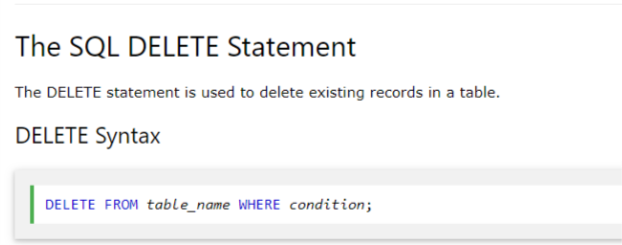 The SQL DELETE Statement
The DELETE statement is used to delete existing records in a table.
DELETE Syntax
DELETE FROM table_name WHERE condition;